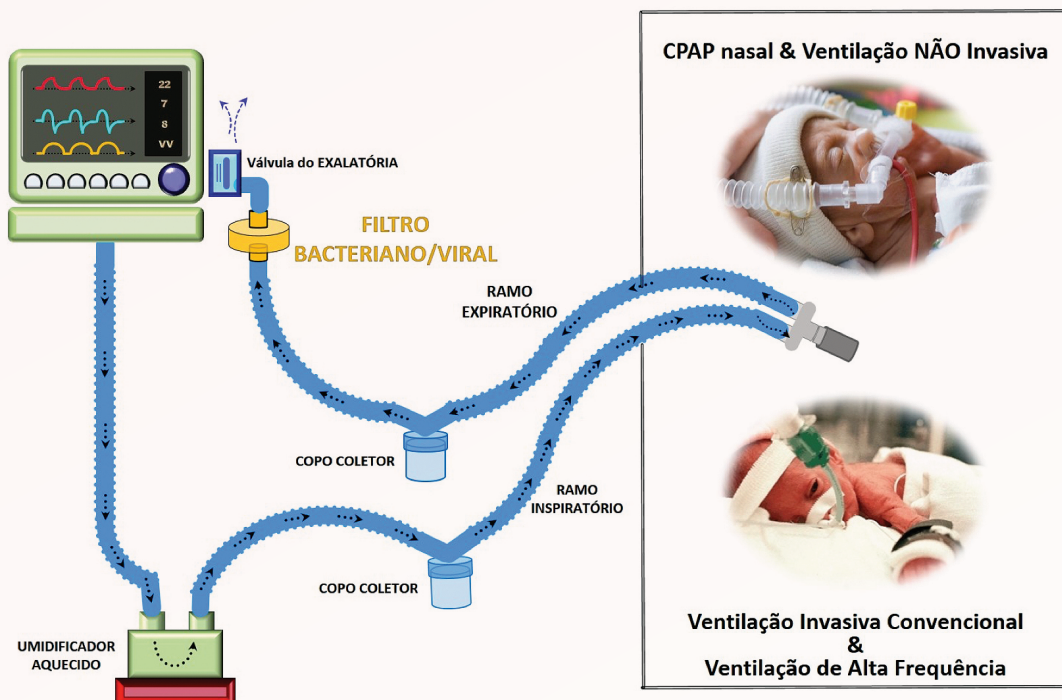 CPAP nasal & Ventilação NÃO Invasiva
22
7
8
VV
Válvula do EXALATÓRIA
FILTRO
BACTERIANO/VIRAL
RAMO
EXPIRATÓRIO
COPO COLETOR
RAMO
INSPIRATÓRIO
COPO COLETOR
UMIDIFICADOR
AQUECIDO
Ventilação Invasiva Convencional
&
Ventilação de Alta Frequência